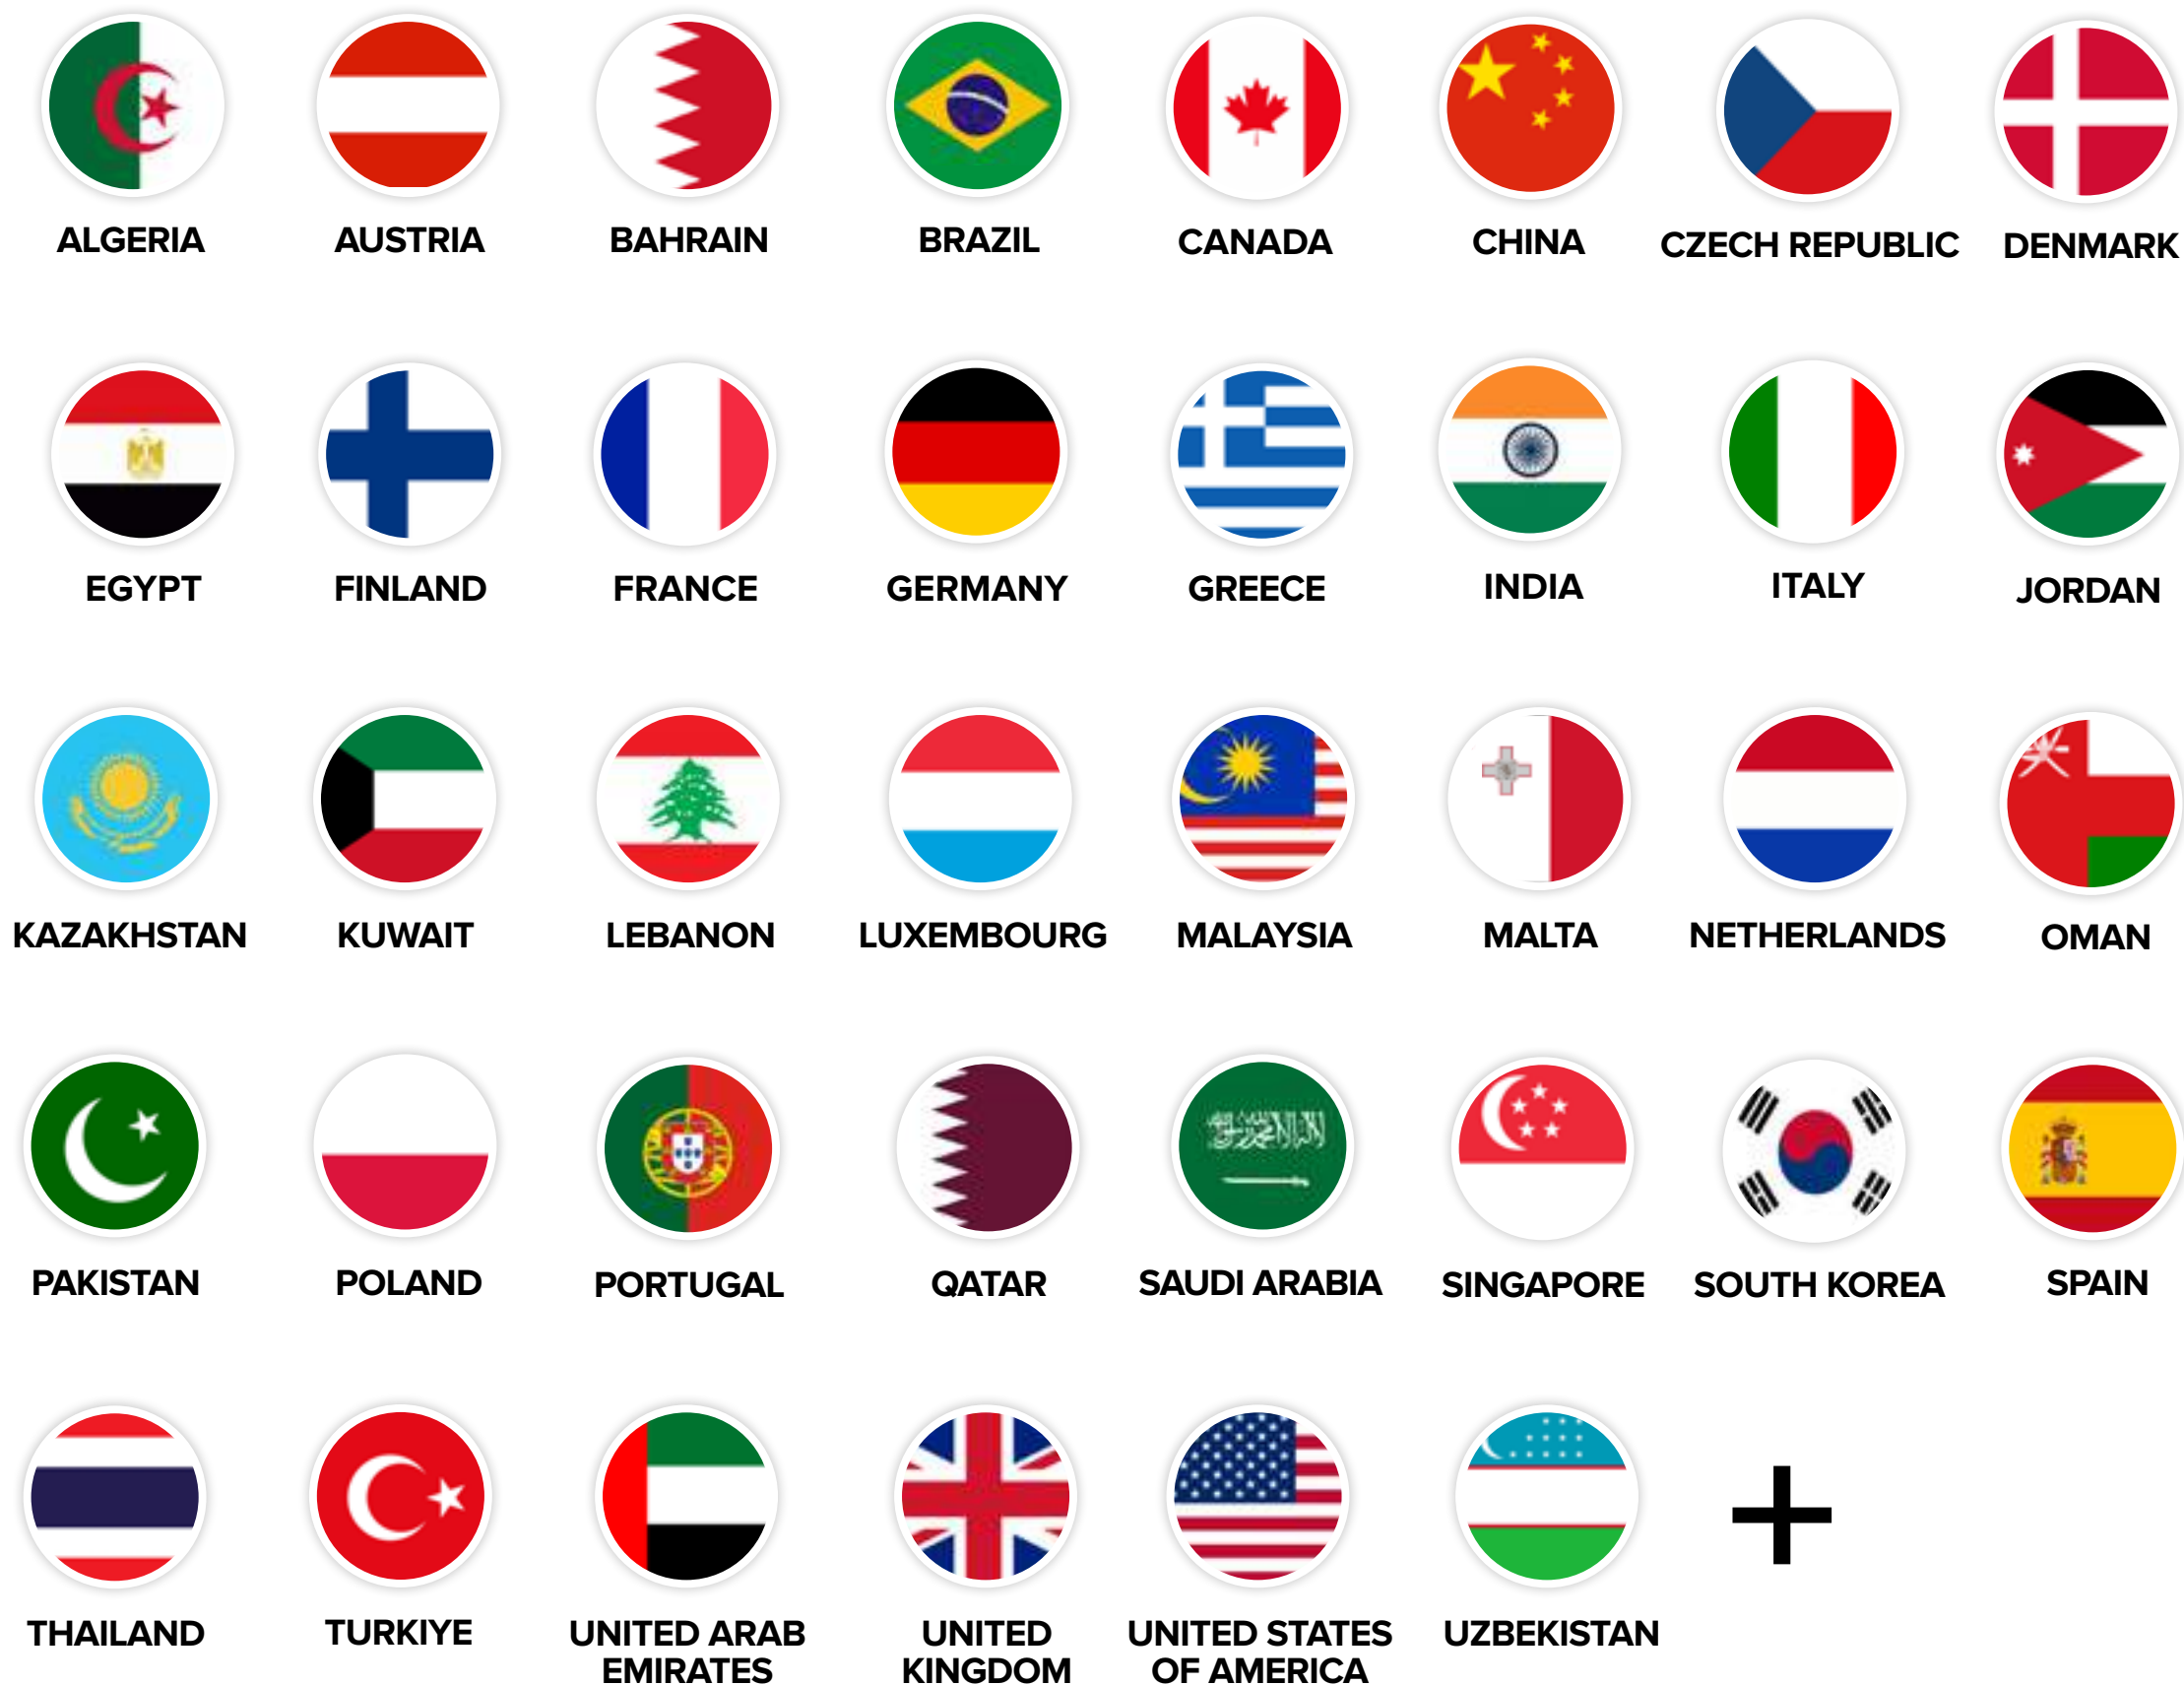 ALGERIA
AUSTRIA
BAHRAIN
BRAZIL
CANADA
CHINA
CZECH REPUBLIC
DENMARK
EGYPT
FINLAND
FRANCE
GERMANY
GREECE
INDIA
ITALY
JORDAN
KAZAKHSTAN
KUWAIT
LEBANON
LUXEMBOURG
MALAYSIA
MALTA
NETHERLANDS
OMAN
PAKISTAN
POLAND
PORTUGAL
QATAR
SAUDI ARABIA
SINGAPORE
SOUTH KOREA
SPAIN
THAILAND
TURKIYE
UNITED ARAB
EMIRATES
UNITED
KINGDOM
UNITED STATES
OF AMERICA
UZBEKISTAN
+